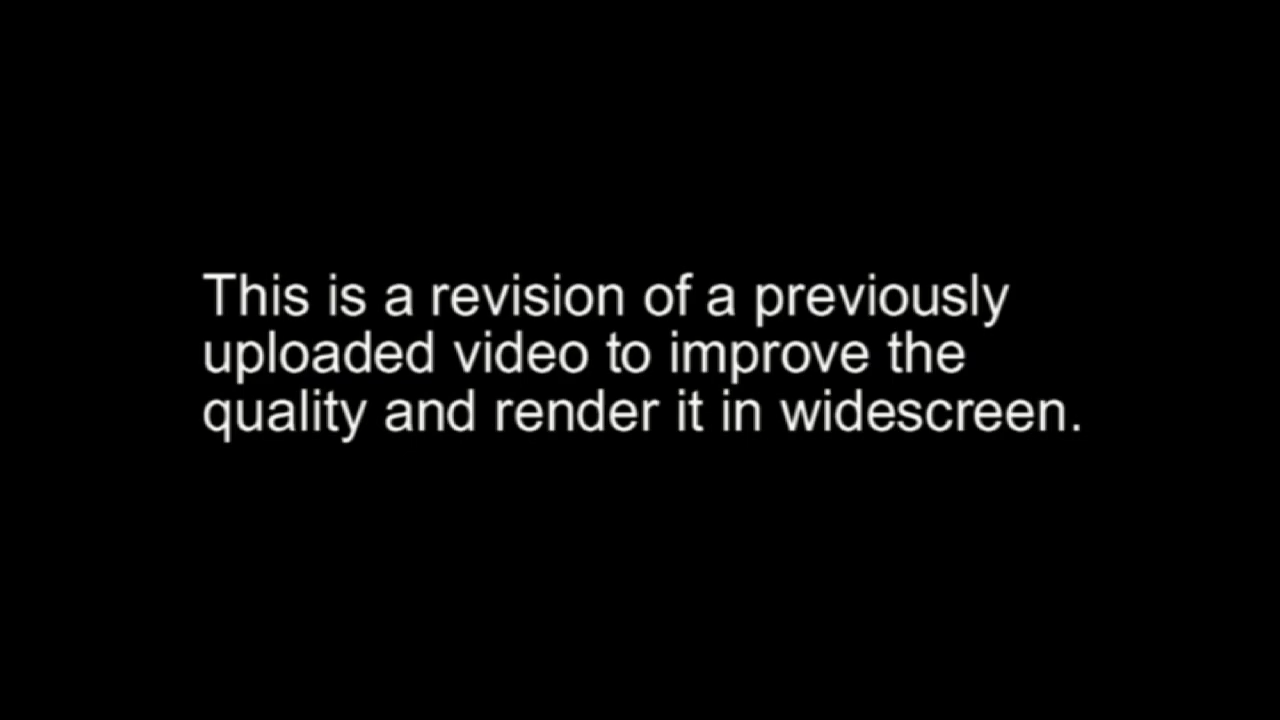 This is a revision of a previously
uploaded video to improve the
quality and render it in widescreen.